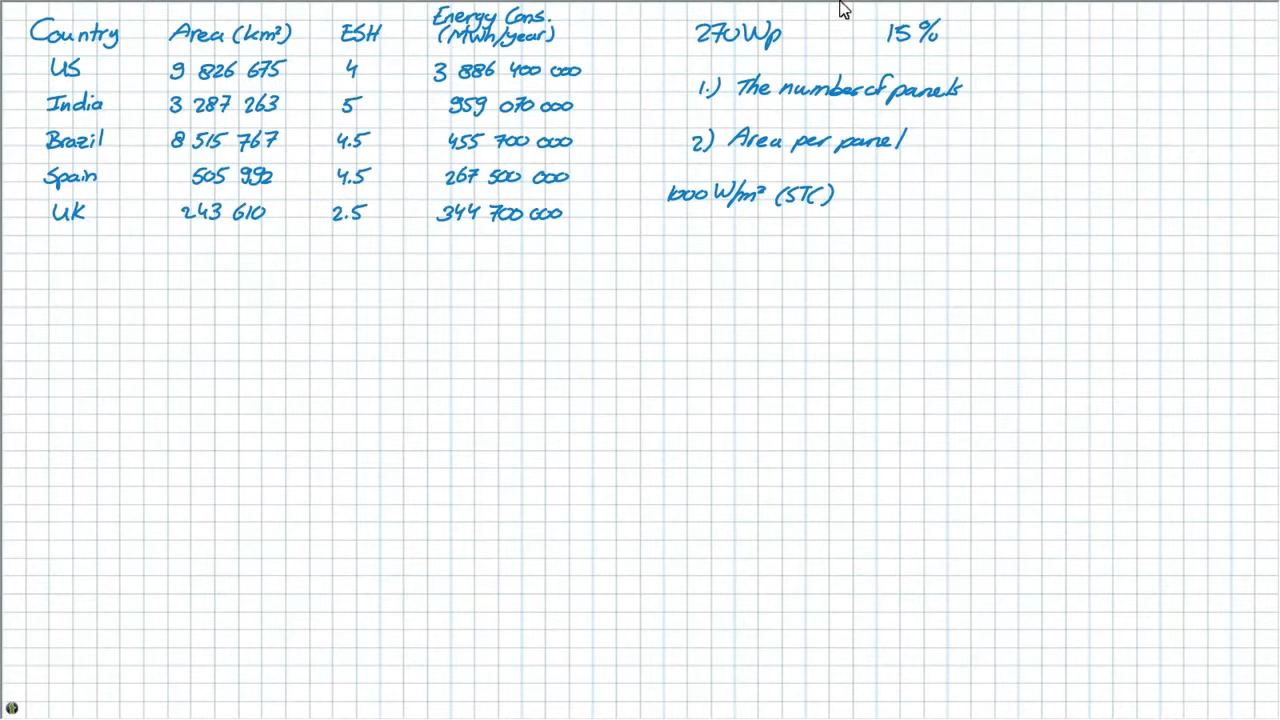 Country Area (km²) ESH Energy Cons. (MWh/year)
US 9 826 675 4 3 886 400 000
India 3 287 263 5 959 070 000
Brazil 8 515 767 4.5 455 700 000
Spain 505 992 4.5 267 500 000
UK 243 610 2.5 344 700 000
270 Wp 15 %
1.) The number of panels
2) Area per panel
1000 W/m² (STC)